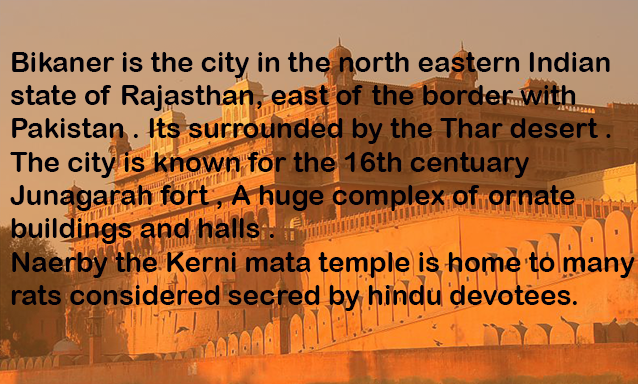 Bikaner is the city in the north eastern Indian
state of Rajasthan, east of the border with
Pakistan . Its surrounded by the Thar desert .
The city is known for the 16th centuary
Junagarah fort , A huge complex of ornate
buildings and halls .
Naerby the Kerni mata temple is home to many
rats considered secred by hindu devotees.